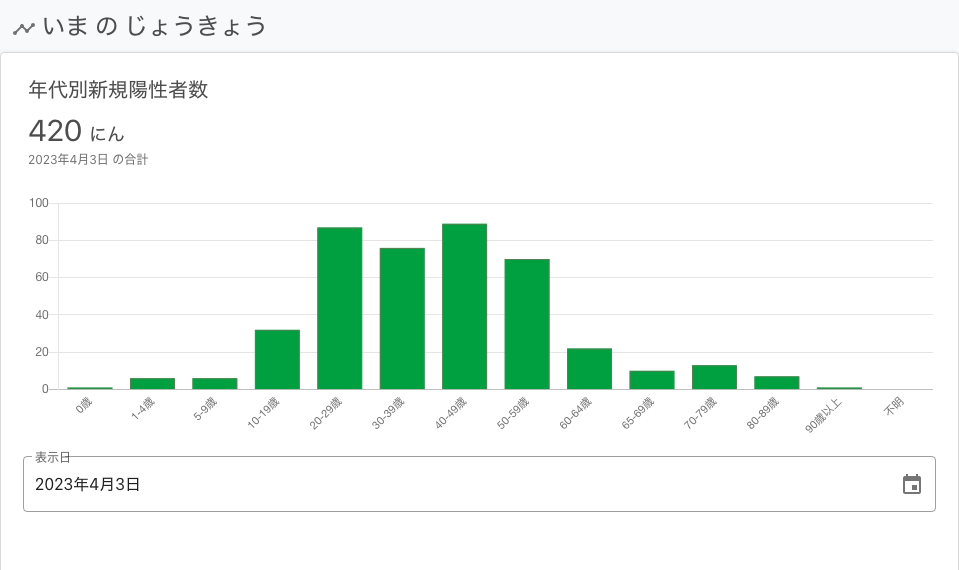 いま の じょうきょう
年代別新規陽性者数
420 にん
2023年4月3日 の合計
100
80
60
40
20
0
0歳
1-4歳
5-9歳
10-19歳
20-29歳
30-39歳
40-49歳
50-59歳
60-64歳
65-69歳
70-79歳
80-89歳
90歳以上
不明
表示日
2023年4月3日